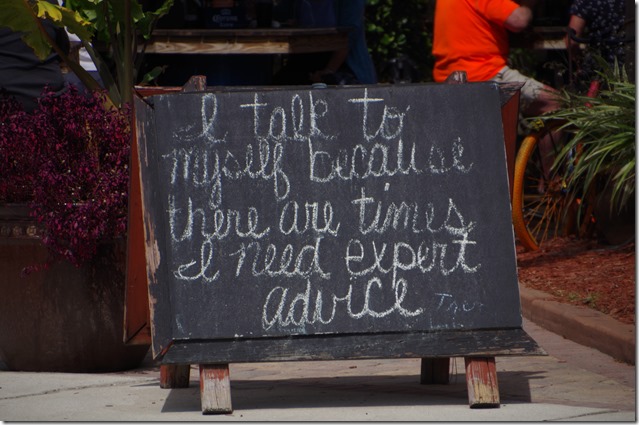 I talk to
myself because
there are times
I need expert
advice